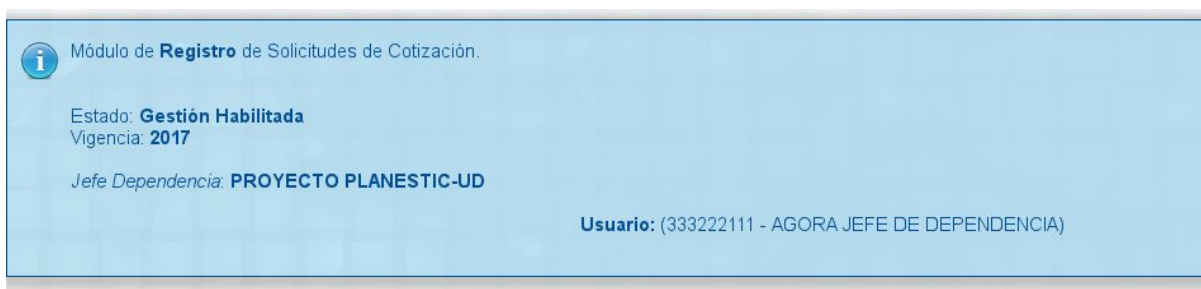 Módulo de Registro de Solicitudes de Cotización.
Estado: Gestión Habilitada
Vigencia: 2017
Jefe Dependencia: PROYECTO PLANESTIC-UD
Usuario: (333222111 - AGORA JEFE DE DEPENDENCIA)